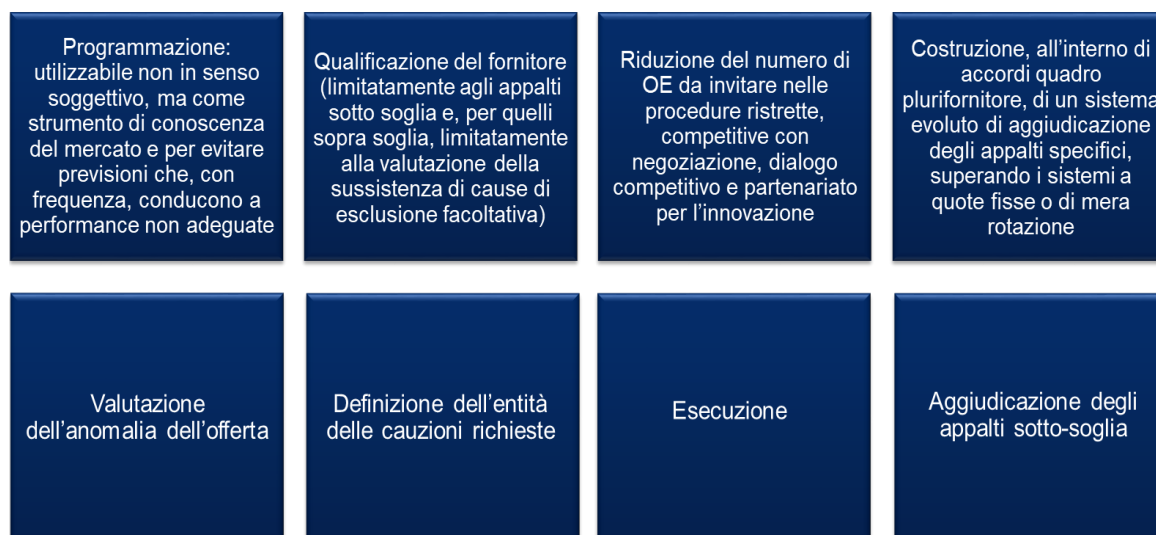 Programmazione:
utilizzabile non in senso
soggettivo, ma come
strumento di conoscenza
del mercato e per evitare
previsioni che, con
frequenza, conducono a
performance non adeguate
Qualificazione del fornitore
(limitatamente agli appalti
sotto soglia e, per quelli
sopra soglia, limitatamente
alla valutazione della
sussistenza di cause di
esclusione facoltativa)
Riduzione del numero di
OE da invitare nelle
procedure ristrette,
competitive con
negoziazione, dialogo
competitivo e partenariato
per l’innovazione
Costruzione, all’interno di
accordi quadro
plurifornitore, di un sistema
evoluto di aggiudicazione
degli appalti specifici,
superando i sistemi a
quote fisse o di mera
rotazione
Valutazione
dell’anomalia dell’offerta
Definizione dell’entità
delle cauzioni richieste
Esecuzione
Aggiudicazione degli
appalti sotto-soglia